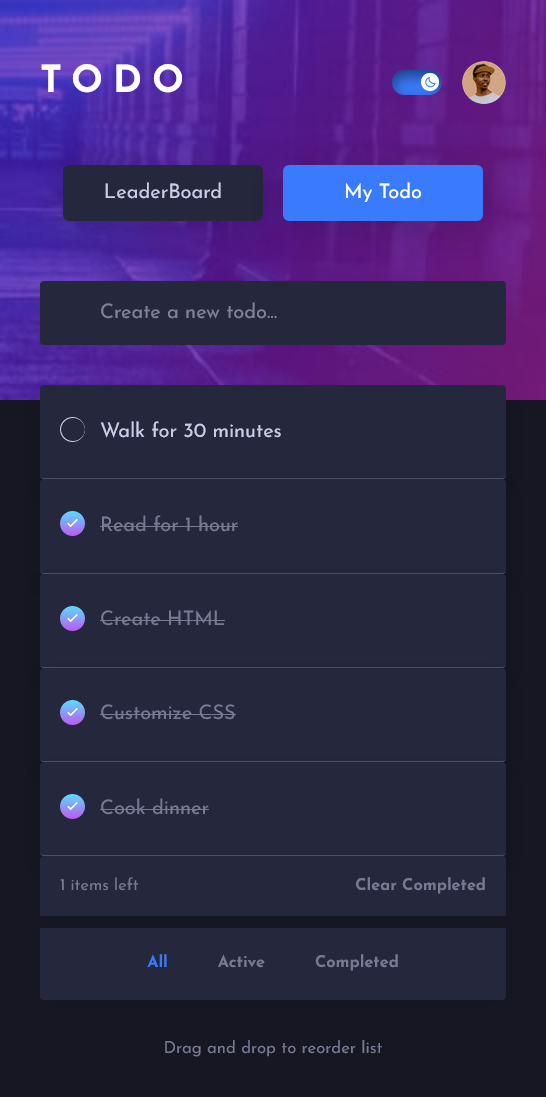 TODO
LeaderBoard
My Todo
Create a new todo...
Walk for 30 minutes
Read for 1 hour
Create HTML
Customize CSS
Cook dinner
1 items left
Clear Completed
All
Active
Completed
Drag and drop to reorder list